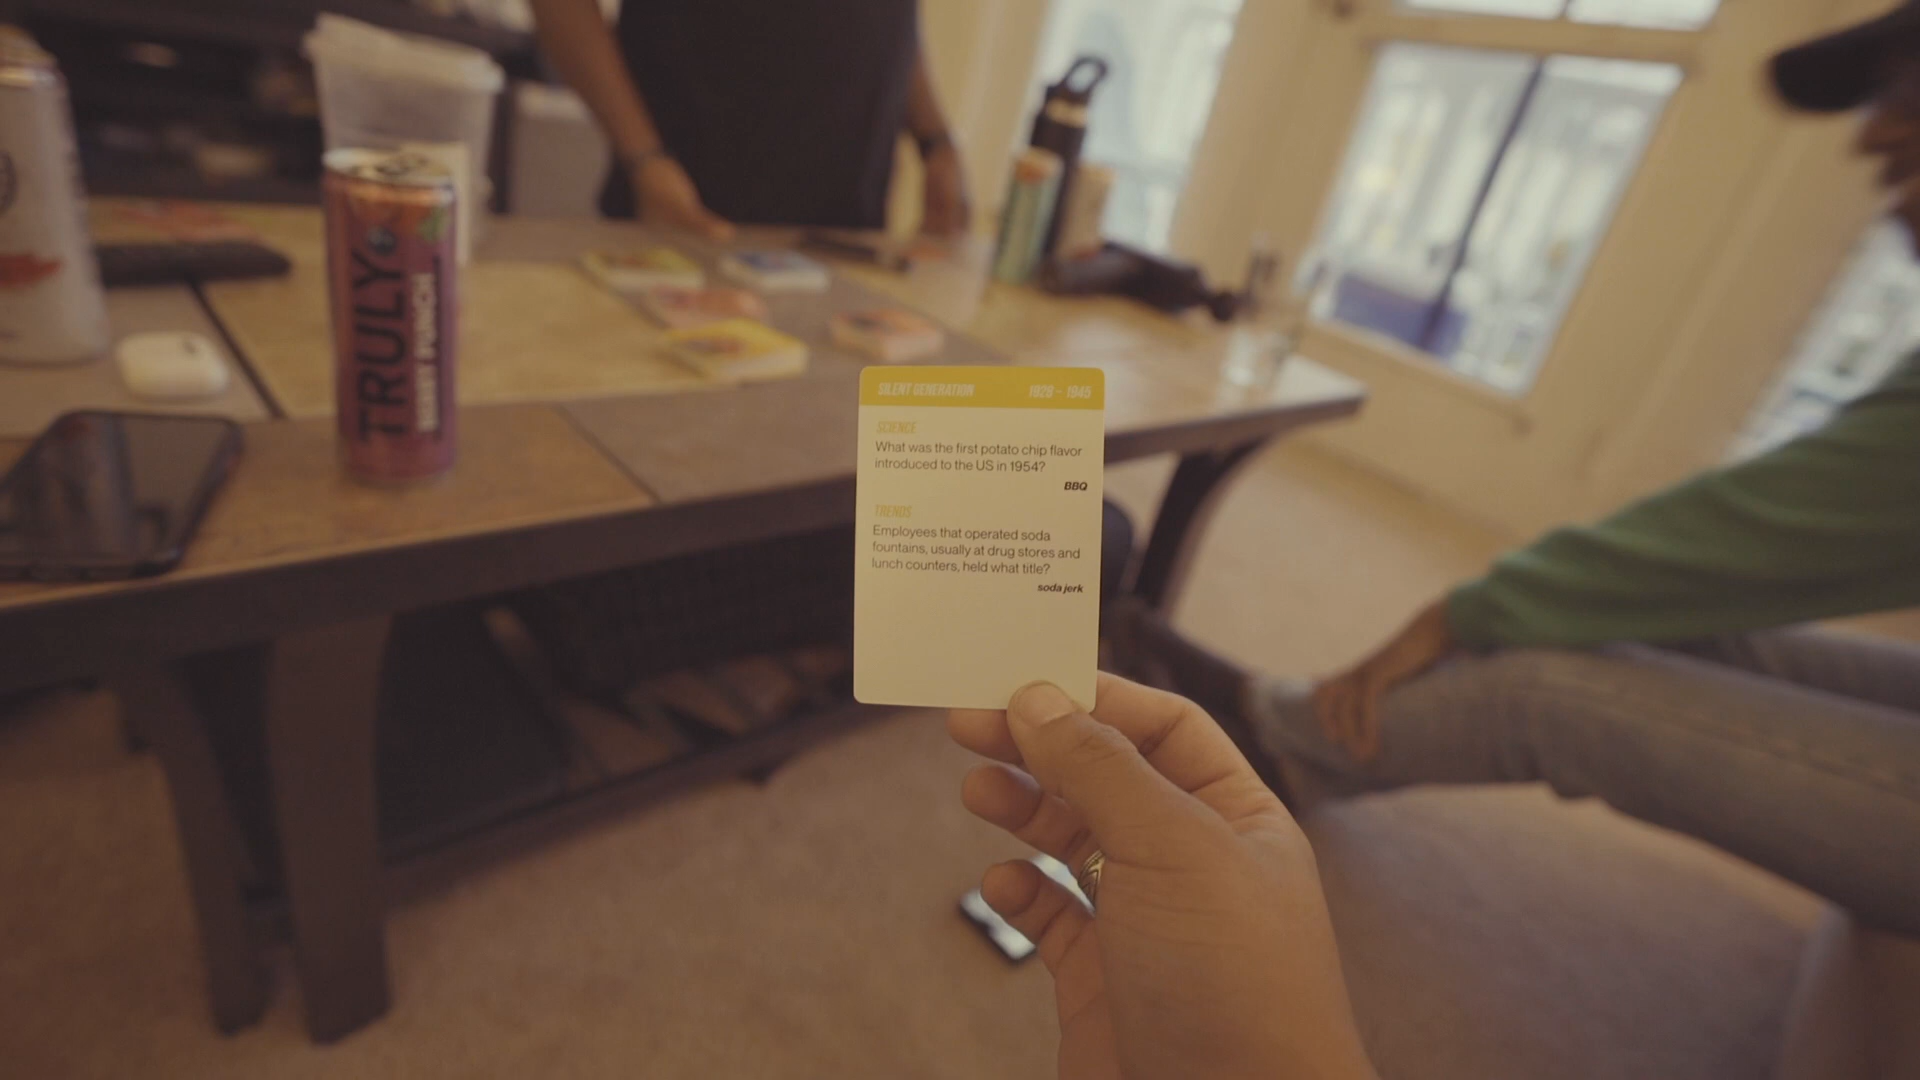 TRULY
BERRY PUNCH
SILENT GENERATION 1928 - 1945
SCIENCE
What was the first potato chip flavor
introduced to the US in 1954?
BBQ
TRENDS
Employees that operated soda
fountains, usually at drug stores and
lunch counters, held what title?
soda jerk